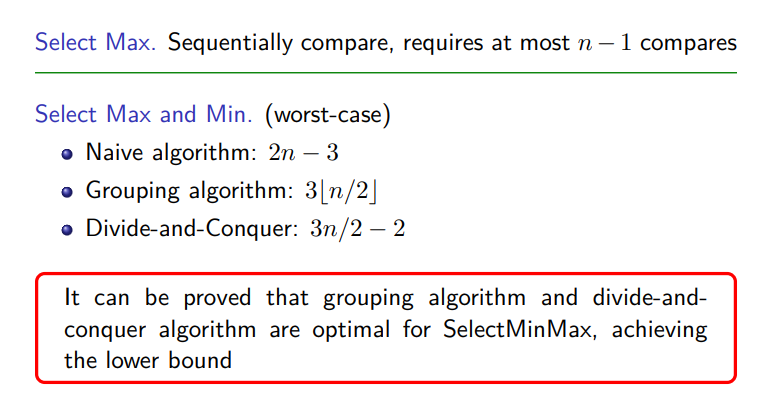 Select Max. Sequentially compare, requires at most n − 1 compares
Select Max and Min. (worst-case)
Naive algorithm: 2n − 3
Grouping algorithm: 3⌊n/2⌋
Divide-and-Conquer: 3n/2 − 2
It can be proved that grouping algorithm and divide-and-
conquer algorithm are optimal for SelectMinMax, achieving
the lower bound